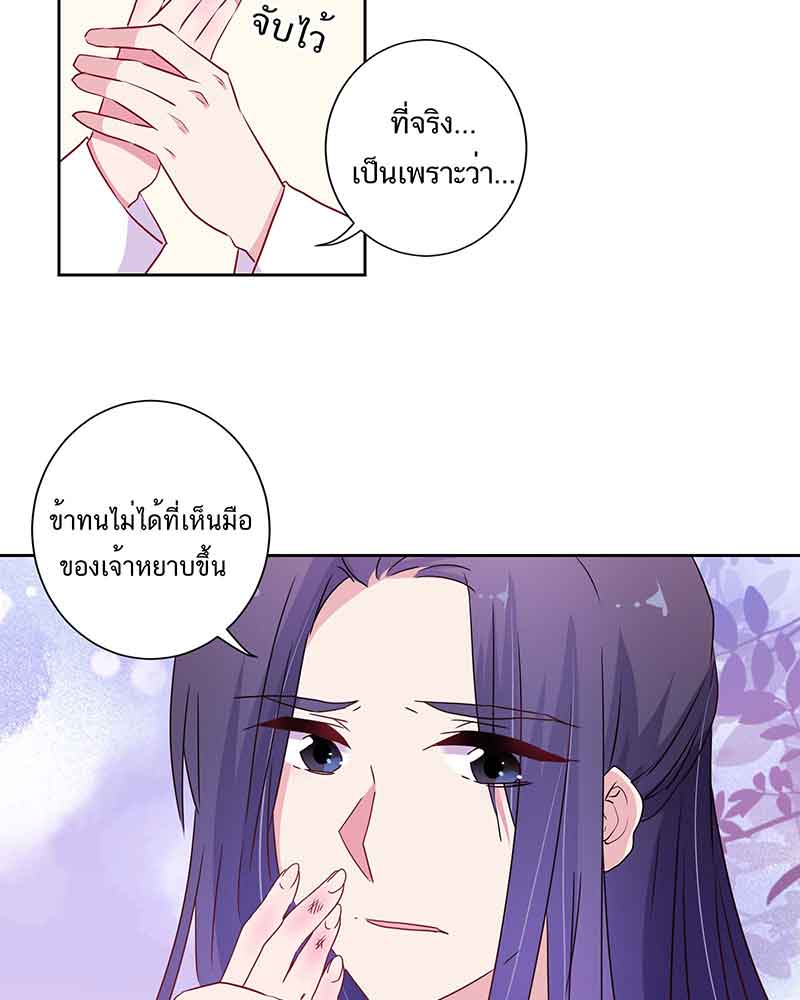 จับไว้
ที่จริง...
เป็นเพราะว่า...
ข้าทนไม่ได้ที่เห็นมือ
ของเจ้าหยาบขึ้น